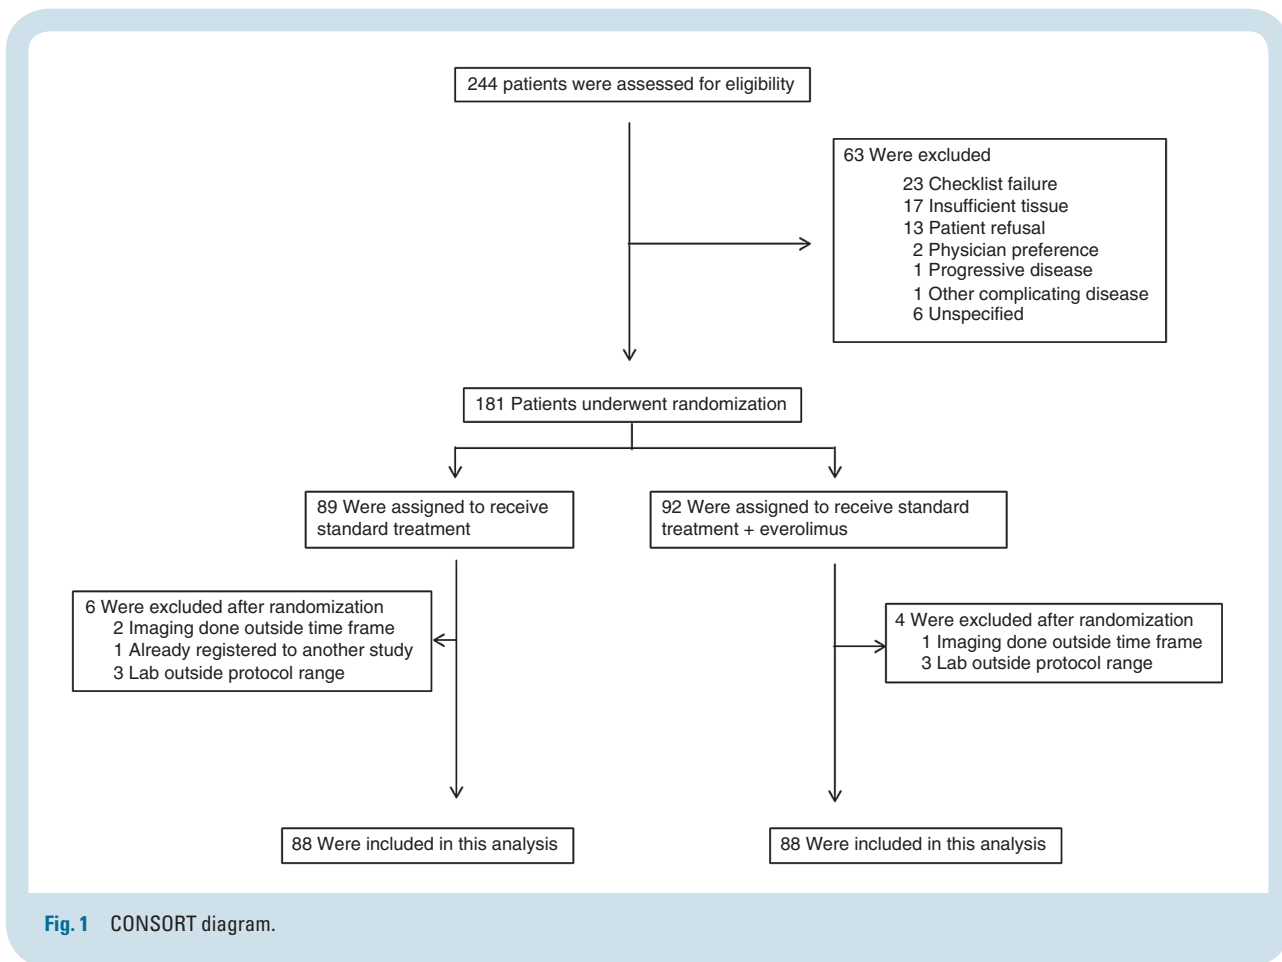 244 patients were assessed for eligibility
63 Were excluded
23 Checklist failure
17 Insufficient tissue
13 Patient refusal
2 Physician preference
1 Progressive disease
1 Other complicating disease
6 Unspecified
181 Patients underwent randomization
89 Were assigned to receive
standard treatment
92 Were assigned to receive standard
treatment + everolimus
6 Were excluded after randomization
2 Imaging done outside time frame
1 Already registered to another study
3 Lab outside protocol range
4 Were excluded after randomization
1 Imaging done outside time frame
3 Lab outside protocol range
88 Were included in this analysis
88 Were included in this analysis
Fig. 1 CONSORT diagram.